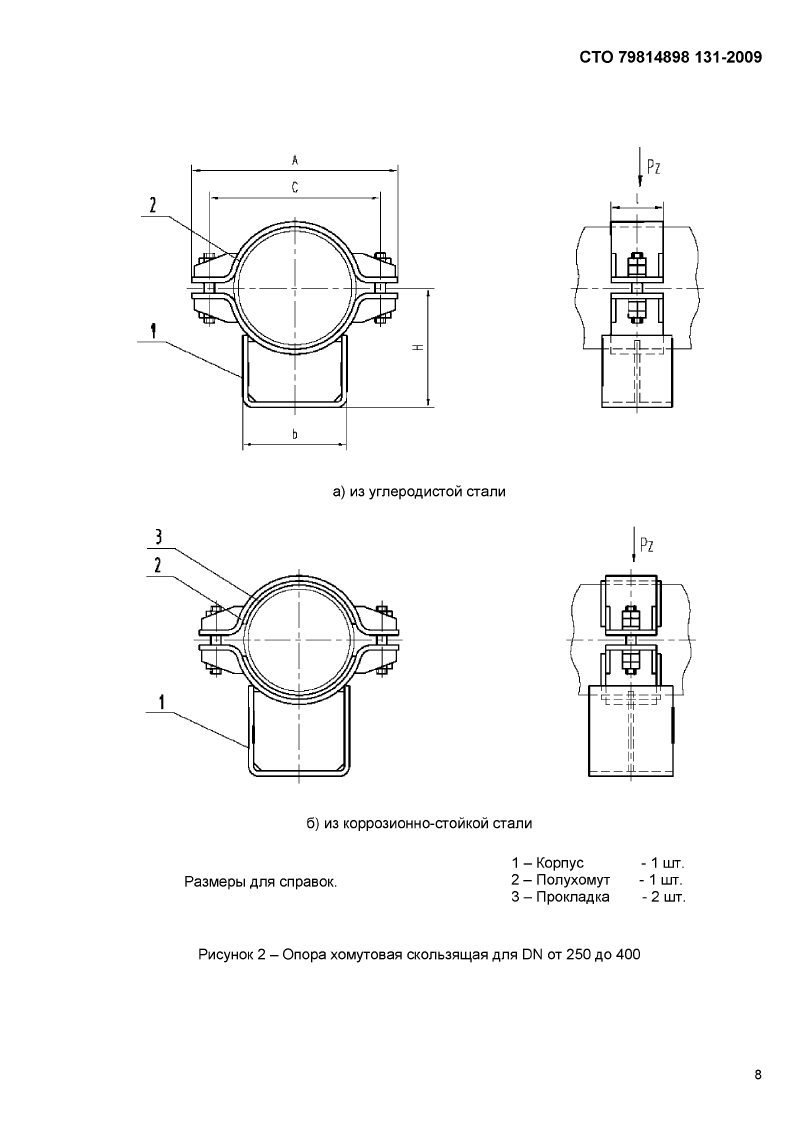 СТО 79814898 131-2009
A
C
2
1
H
b
Pz
l
а) из углеродистой стали
3
2
1
Pz
б) из коррозионно-стойкой стали
Размеры для справок.
1 – Корпус - 1 шт.
2 – Полухомут - 1 шт.
3 – Прокладка - 2 шт.
Рисунок 2 – Опора хомутовая скользящая для DN от 250 до 400
8